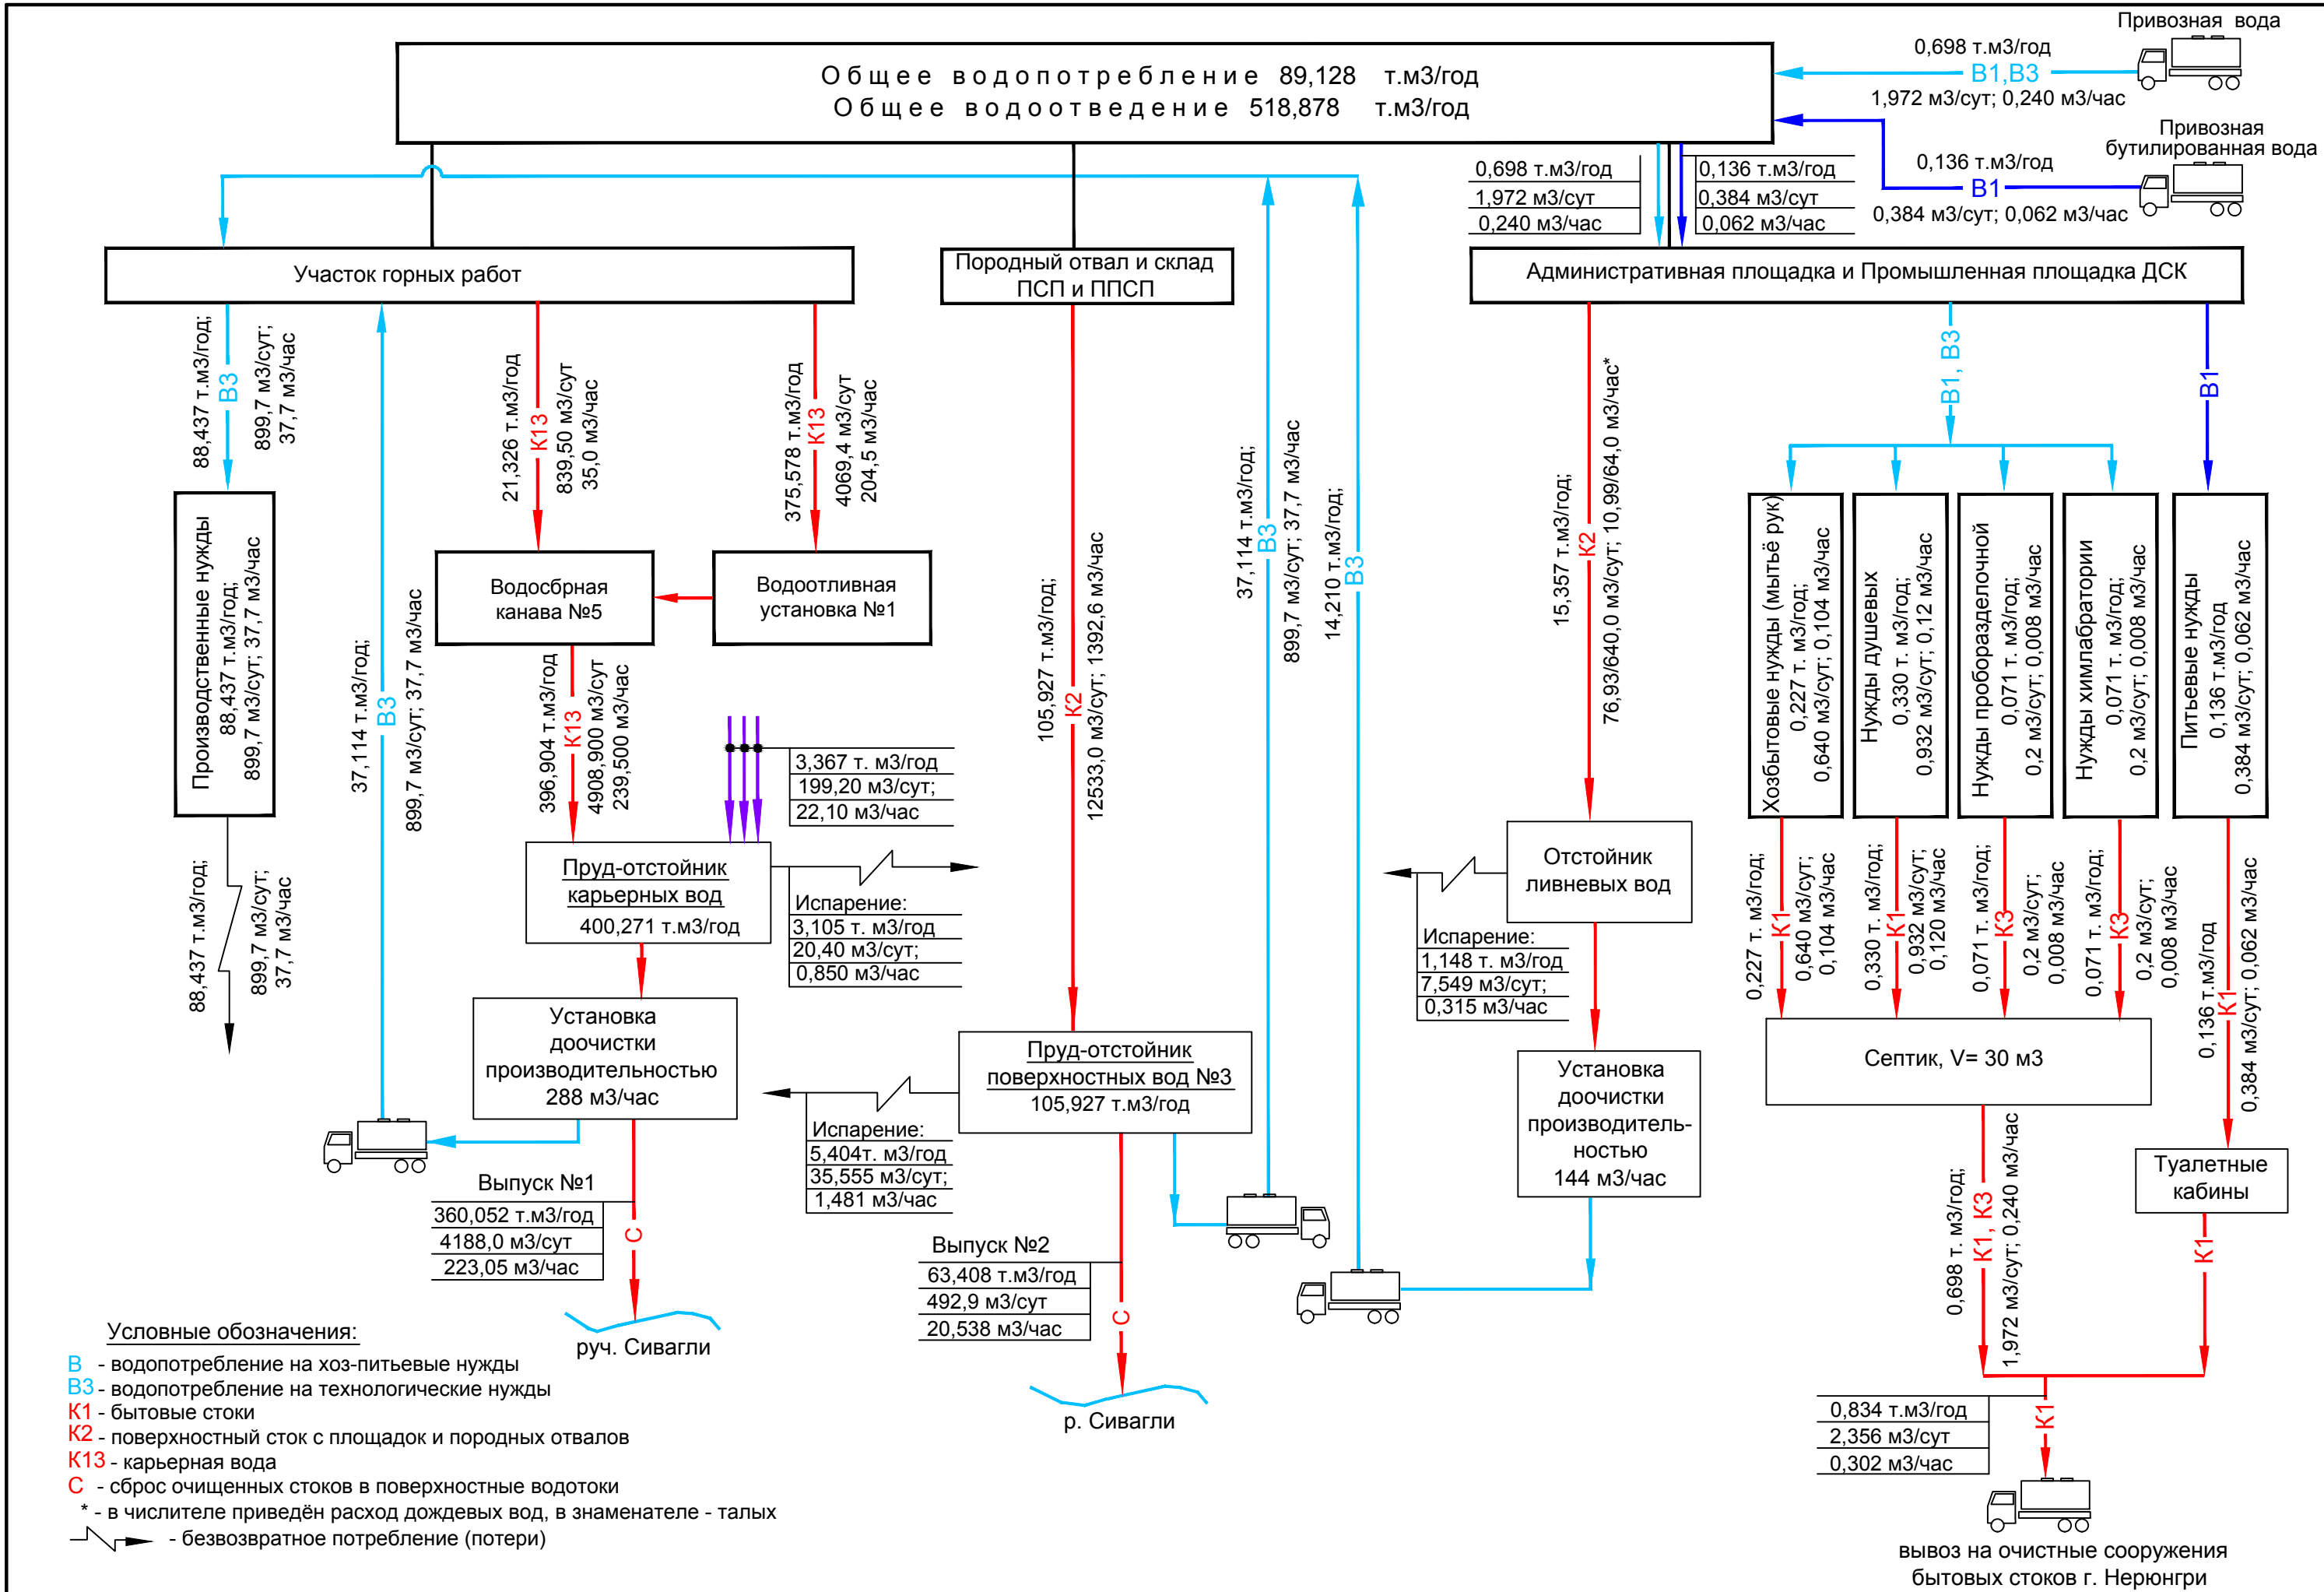 Общее водопотребление 89,128 т.м3/год
Общее водоотведение 518,878 т.м3/год
Привозная вода
0,698 т.м3/год
В1,В3
1,972 м3/сут; 0,240 м3/час
Привозная
бутилированная вода
0,136 т.м3/год
В1
0,384 м3/сут; 0,062 м3/час
0,698 т.м3/год
1,972 м3/сут
0,240 м3/час
0,136 т.м3/год
0,384 м3/сут
0,062 м3/час
Участок горных работ
Породный отвал и склад
ПСП и ППСП
Административная площадка и Промышленная площадка ДСК
88,437 т.м3/год;
В3
899,7 м3/сут;
37,7 м3/час
21,326 т.м3/год
К13
839,50 м3/сут
35,0 м3/час
375,578 т.м3/год
К13
4069,4 м3/сут
204,5 м3/час
Производственные нужды
88,437 т.м3/год;
899,7 м3/сут; 37,7 м3/час
37,114 т.м3/год;
В3
899,7 м3/сут; 37,7 м3/час
Водосбрная
канава №5
Водоотливная
установка №1
396,904 т.м3/год
К13
4908,900 м3/сут
239,500 м3/час
3,367 т. м3/год
199,20 м3/сут;
22,10 м3/час
Пруд-отстойник
карьерных вод
400,271 т.м3/год
Испарение:
3,105 т. м3/год
20,40 м3/сут;
0,850 м3/час
88,437 т.м3/год;
899,7 м3/сут;
37,7 м3/час
Установка
доочистки
производительностью
288 м3/час
Выпуск №1
360,052 т.м3/год
4188,0 м3/сут
223,05 м3/час
С
руч. Сивагли
105,927 т.м3/год;
К2
12533,0 м3/сут; 1392,6 м3/час
Пруд-отстойник
поверхностных вод №3
105,927 т.м3/год
Испарение:
5,404т. м3/год
35,555 м3/сут;
1,481 м3/час
Выпуск №2
63,408 т.м3/год
492,9 м3/сут
20,538 м3/час
С
р. Сивагли
37,114 т.м3/год;
В3
899,7 м3/сут; 37,7 м3/час
14,210 т.м3/год;
В3
15,357 т.м3/год;
К2
76,93/640,0 м3/сут; 10,99/64,0 м3/час*
Отстойник
ливневых вод
Испарение:
1,148 т. м3/год
7,549 м3/сут;
0,315 м3/час
Установка
доочистки
производитель-
ностью
144 м3/час
В1, В3
В1
Хозбытовые нужды (мытьё рук)
0,227 т. м3/год;
0,640 м3/сут; 0,104 м3/час
Нужды душевых
0,330 т. м3/год;
0,932 м3/сут; 0,12 м3/час
Нужды проборазделочной
0,071 т. м3/год;
0,2 м3/сут; 0,008 м3/час
Нужды химлабратории
0,071 т. м3/год;
0,2 м3/сут; 0,008 м3/час
Питьевые нужды
0,136 т.м3/год
0,384 м3/сут; 0,062 м3/час
0,227 т. м3/год;
К1
0,640 м3/сут;
0,104 м3/час
0,330 т. м3/год;
К1
0,932 м3/сут;
0,120 м3/час
0,071 т. м3/год;
К3
0,2 м3/сут;
0,008 м3/час
0,071 т. м3/год;
К3
0,2 м3/сут;
0,008 м3/час
0,136 т.м3/год
К1
0,384 м3/сут; 0,062 м3/час
Септик, V= 30 м3
Туалетные
кабины
0,698 т. м3/год;
К1, К3
1,972 м3/сут; 0,240 м3/час
К1
0,834 т.м3/год
2,356 м3/сут
0,302 м3/час
К1
вывоз на очистные сооружения
бытовых стоков г. Нерюнгри
Условные обозначения:
В - водопотребление на хоз-питьевые нужды
В3 - водопотребление на технологические нужды
К1 - бытовые стоки
К2 - поверхностный сток с площадок и породных отвалов
К13 - карьерная вода
С - сброс очищенных стоков в поверхностные водотоки
* - в числителе приведён расход дождевых вод, в знаменателе - талых
- безвозвратное потребление (потери)